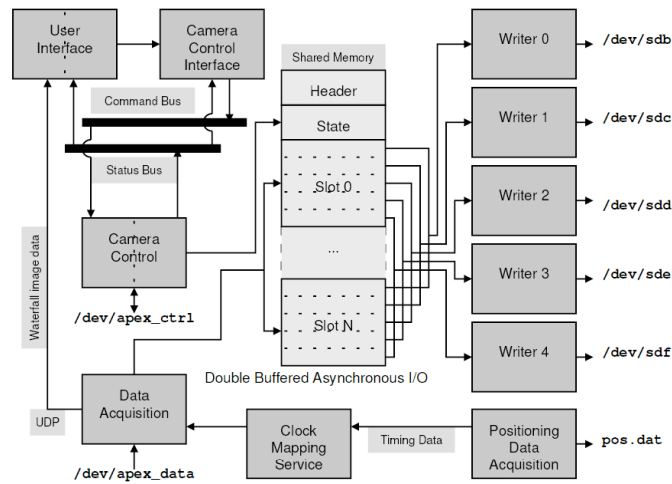 User
Interface
Camera
Control
Interface
Command Bus
Status Bus
Camera
Control
/dev/apex_ctrl
Waterfall image data
UDP
Data
Acquisition
/dev/apex_data
Shared Memory
Header
State
Slot 0
...
Slot N
Double Buffered Asynchronous I/O
Clock
Mapping
Service
Timing Data
Positioning
Data
Acquisition
pos.dat
Writer 0
/dev/sdb
Writer 1
/dev/sdc
Writer 2
/dev/sdd
Writer 3
/dev/sde
Writer 4
/dev/sdf